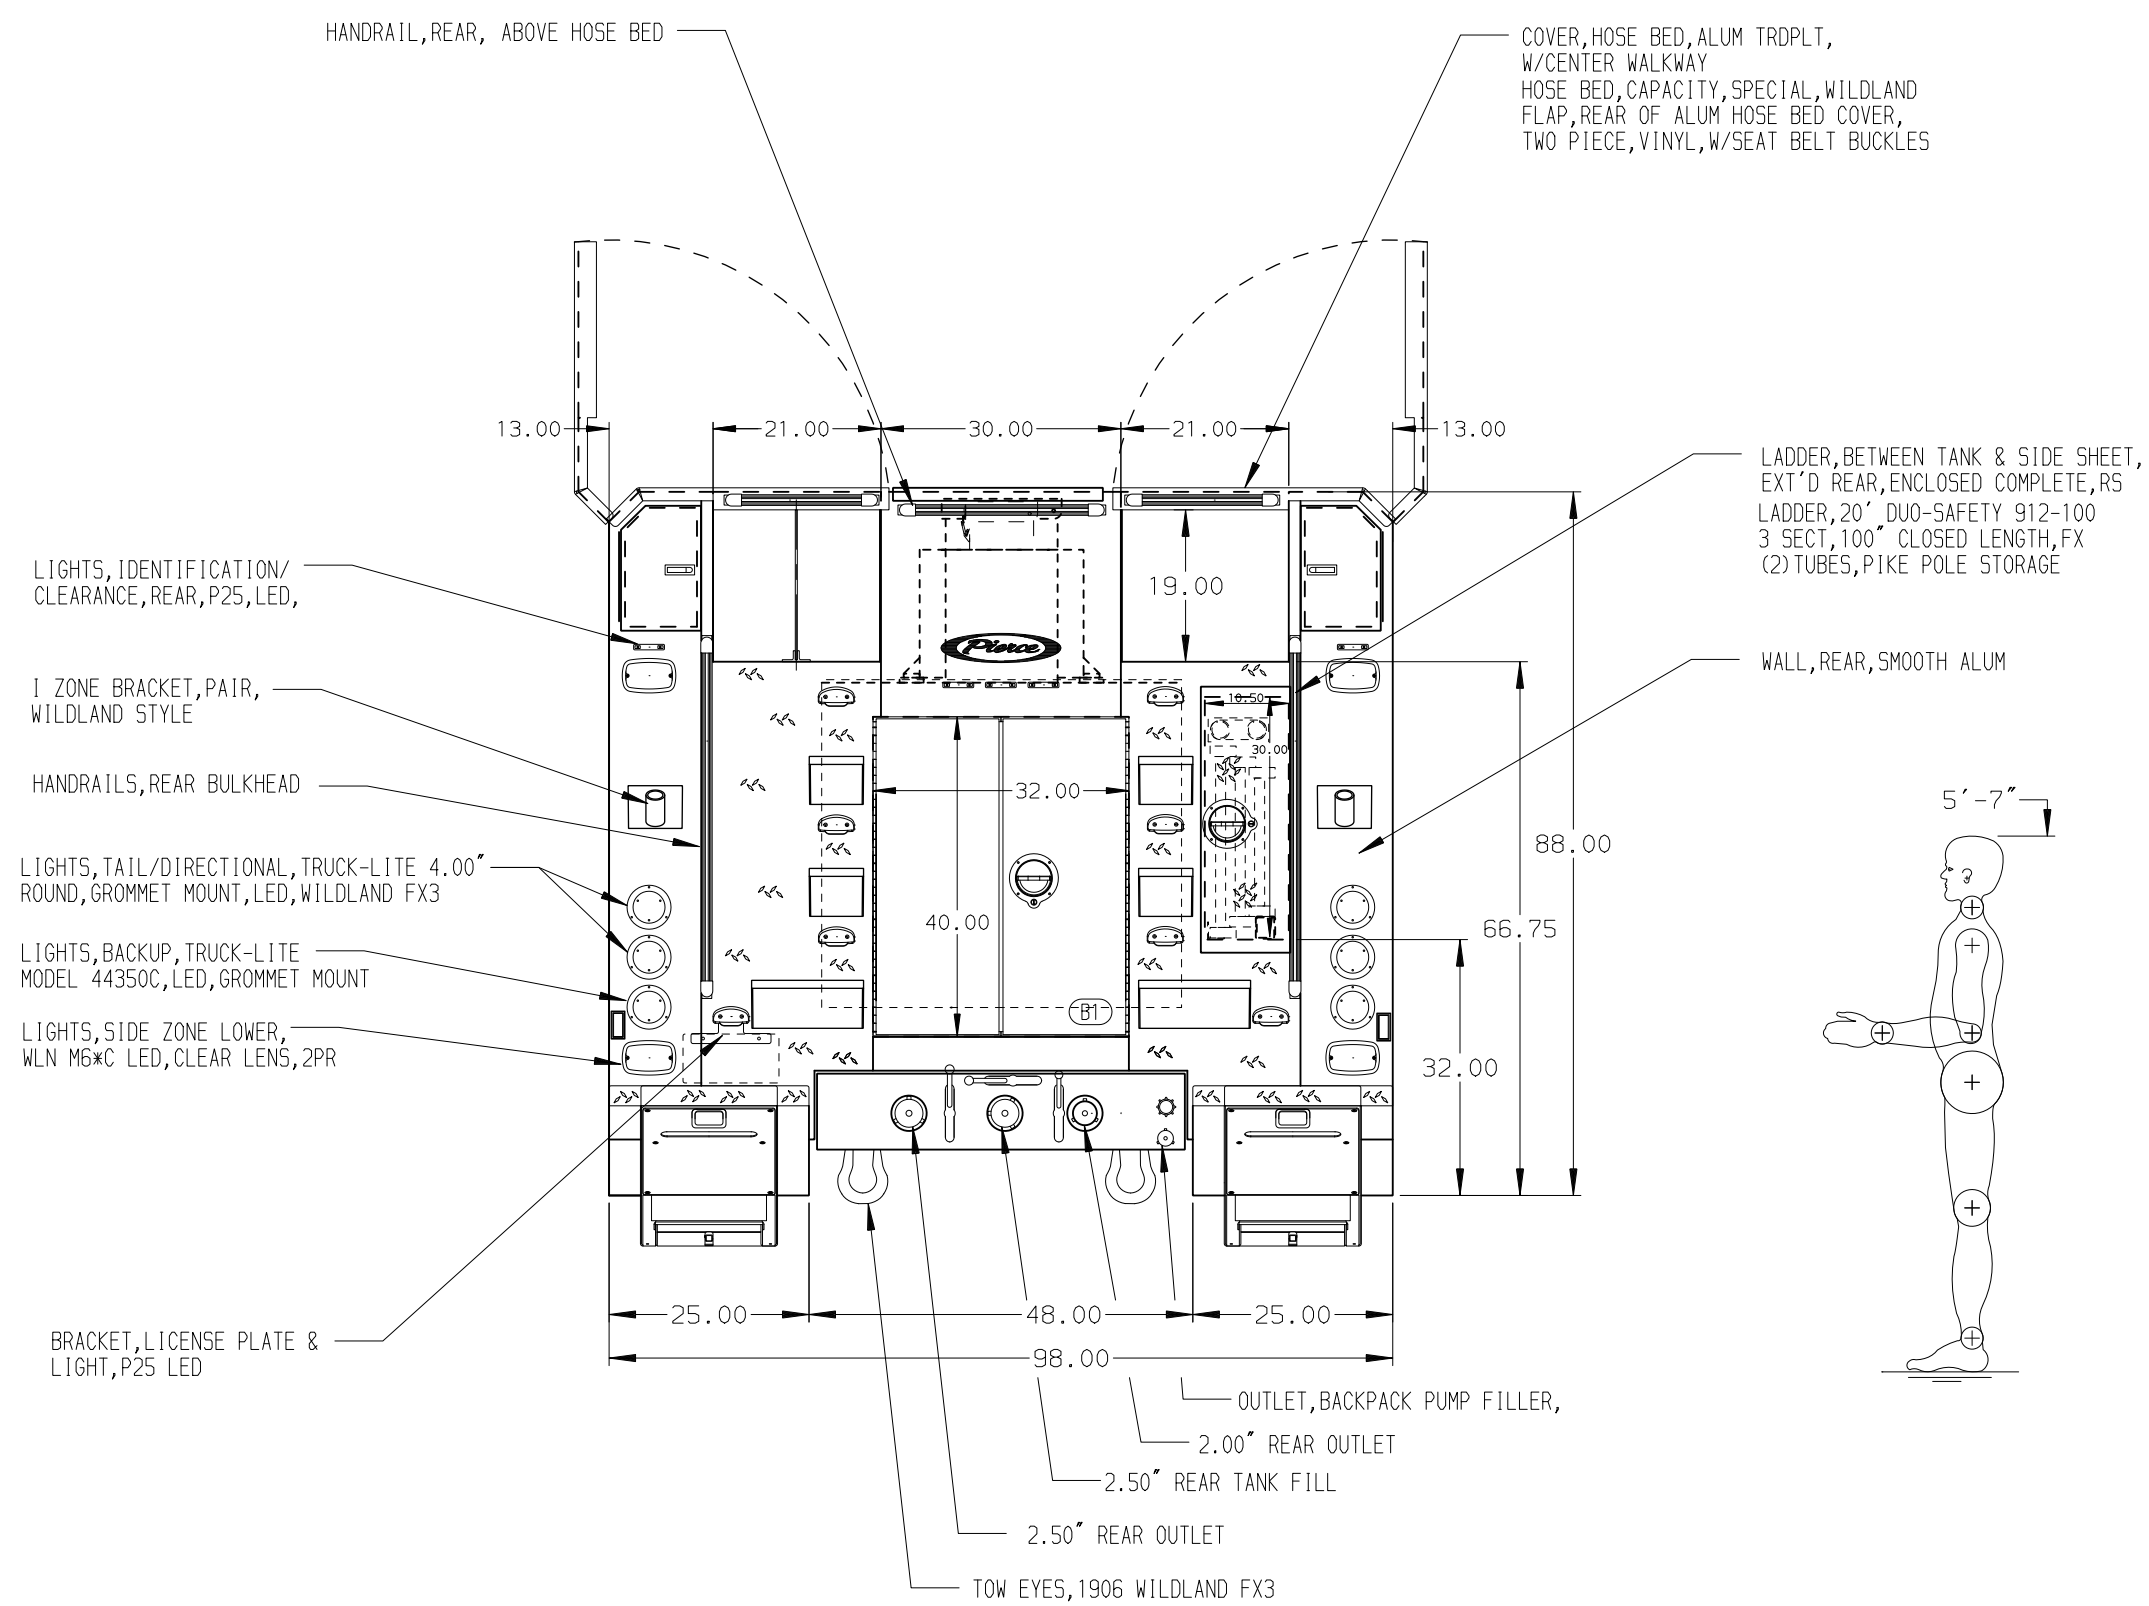 HANDRAIL,REAR, ABOVE HOSE BED
COVER,HOSE BED,ALUM TRDPLT,
W/CENTER WALKWAY
HOSE BED,CAPACITY,SPECIAL,WILDLAND
FLAP,REAR OF ALUM HOSE BED COVER,
TWO PIECE,VINYL,W/SEAT BELT BUCKLES
13.00
21.00
30.00
21.00
13.00
LADDER,BETWEEN TANK & SIDE SHEET,
EXT'D REAR,ENCLOSED COMPLETE,RS
LADDER,20' DUO-SAFETY 912-100
3 SECT,100" CLOSED LENGTH,FX
(2)TUBES,PIKE POLE STORAGE
LIGHTS,IDENTIFICATION/
CLEARANCE,REAR,P25,LED,
19.00
Pierce
WALL,REAR,SMOOTH ALUM
I ZONE BRACKET,PAIR,
WILDLAND STYLE
10.50
30.00
HANDRAILS,REAR BULKHEAD
32.00
5'-7"
88.00
LIGHTS,TAIL/DIRECTIONAL,TRUCK-LITE 4.00"
ROUND,GROMMET MOUNT,LED,WILDLAND FX3
40.00
66.75
LIGHTS,BACKUP,TRUCK-LITE
MODEL 44350C,LED,GROMMET MOUNT
B1
LIGHTS,SIDE ZONE LOWER,
WLN M6*C LED,CLEAR LENS,2PR
32.00
25.00
48.00
25.00
98.00
BRACKET,LICENSE PLATE &
LIGHT,P25 LED
OUTLET,BACKPACK PUMP FILLER,
2.00" REAR OUTLET
2.50" REAR TANK FILL
2.50" REAR OUTLET
TOW EYES,1906 WILDLAND FX3